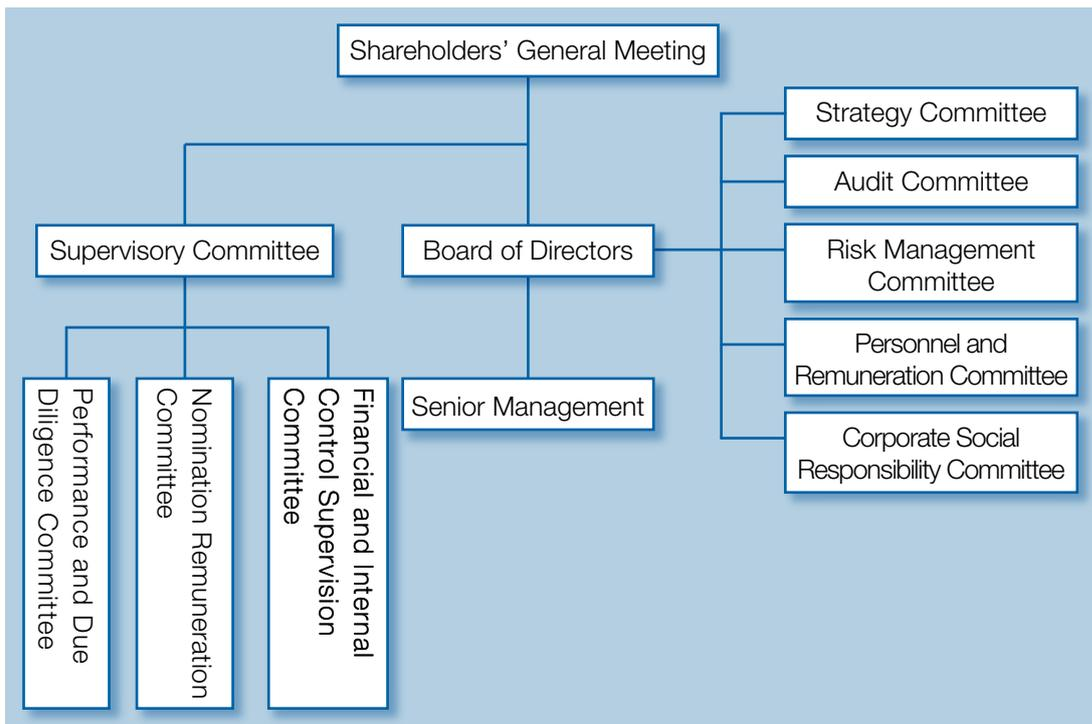 Shareholders’ General Meeting
Strategy Committee
Audit Committee
Supervisory Committee
Board of Directors
Risk Management
Committee
Personnel and
Remuneration Committee
Senior Management
Corporate Social
Responsibility Committee
Performance and Due
Diligence Committee
Nomination Remuneration
Committee
Financial and Internal
Control Supervision
Committee